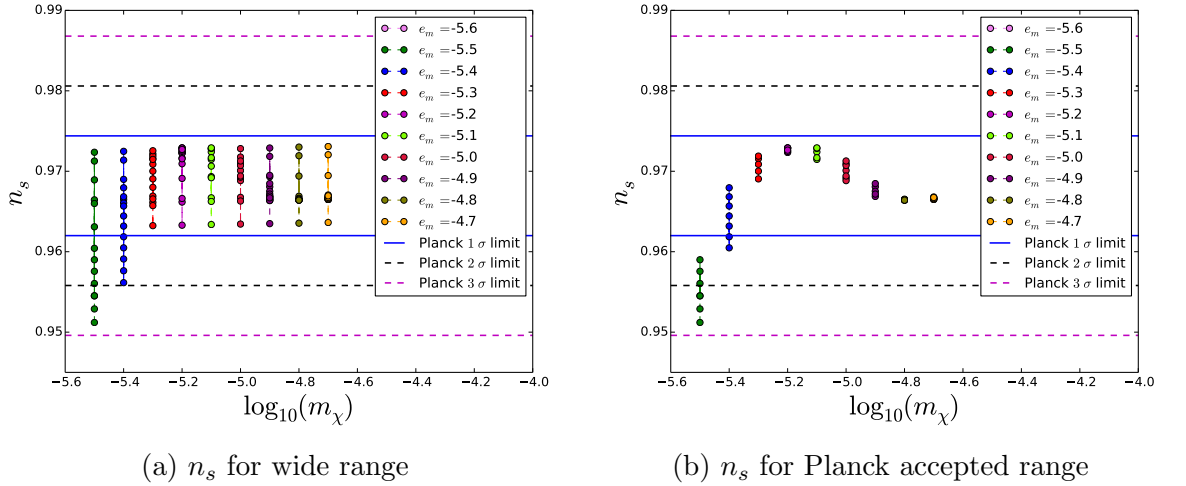 0.99
0.98
0.97
0.96
0.95
n_s
−5.6 −5.4 −5.2 −5.0 −4.8 −4.6 −4.4 −4.2 −4.0
log₁₀(m_χ)
e_m =-5.6
e_m =-5.5
e_m =-5.4
e_m =-5.3
e_m =-5.2
e_m =-5.1
e_m =-5.0
e_m =-4.9
e_m =-4.8
e_m =-4.7
Planck 1 σ limit
Planck 2 σ limit
Planck 3 σ limit
(a) n_s for wide range
0.99
0.98
0.97
0.96
0.95
n_s
−5.6 −5.4 −5.2 −5.0 −4.8 −4.6 −4.4 −4.2 −4.0
log₁₀(m_χ)
e_m =-5.6
e_m =-5.5
e_m =-5.4
e_m =-5.3
e_m =-5.2
e_m =-5.1
e_m =-5.0
e_m =-4.9
e_m =-4.8
e_m =-4.7
Planck 1 σ limit
Planck 2 σ limit
Planck 3 σ limit
(b) n_s for Planck accepted range